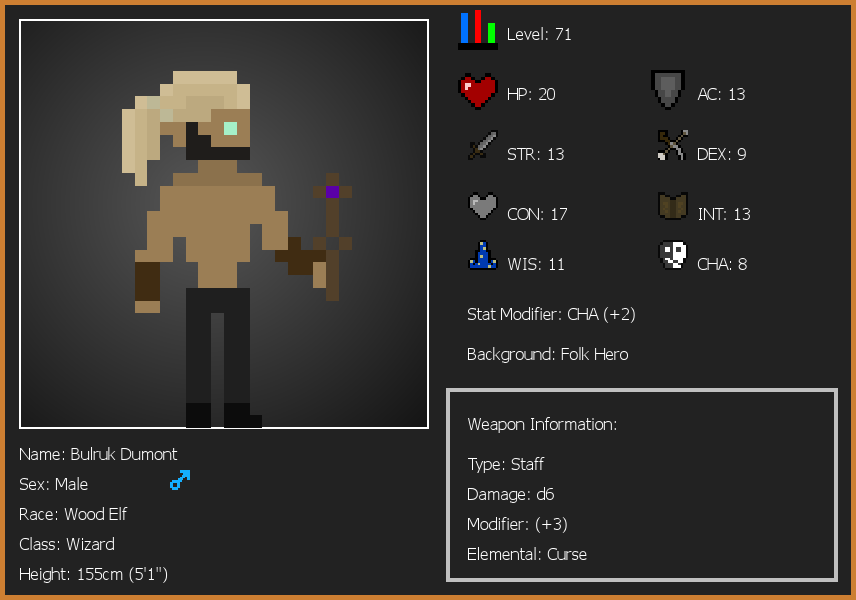 Level: 71
HP: 20
AC: 13
STR: 13
DEX: 9
CON: 17
INT: 13
WIS: 11
CHA: 8
Stat Modifier: CHA (+2)
Background: Folk Hero
Weapon Information:
Type: Staff
Damage: d6
Modifier: (+3)
Elemental: Curse
Name: Bulruk Dumont
Sex: Male
Race: Wood Elf
Class: Wizard
Height: 155cm (5'1")